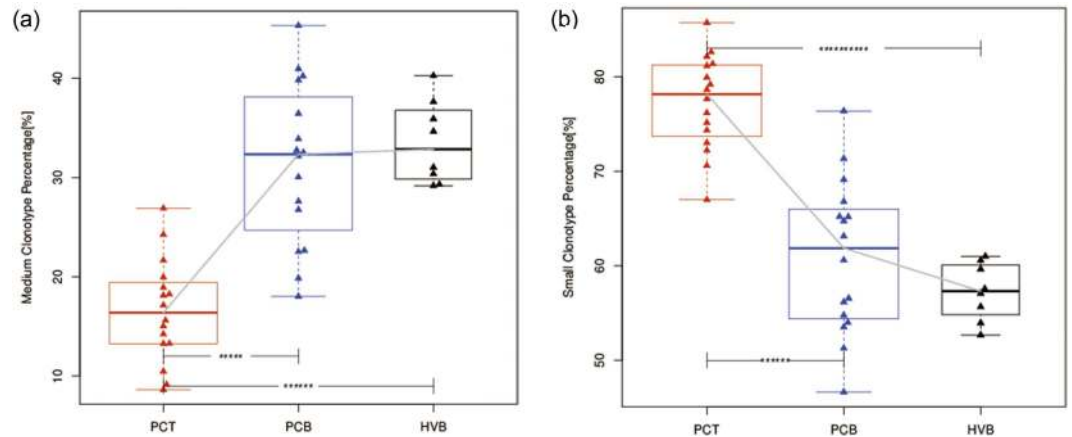 (a)
Medium Clonotype Percentage[%]
40
30
20
10
*****
******
PCT PCB HVB
(b)
Small Clonotype Percentage[%]
80
70
60
50
**********
******
PCT PCB HVB